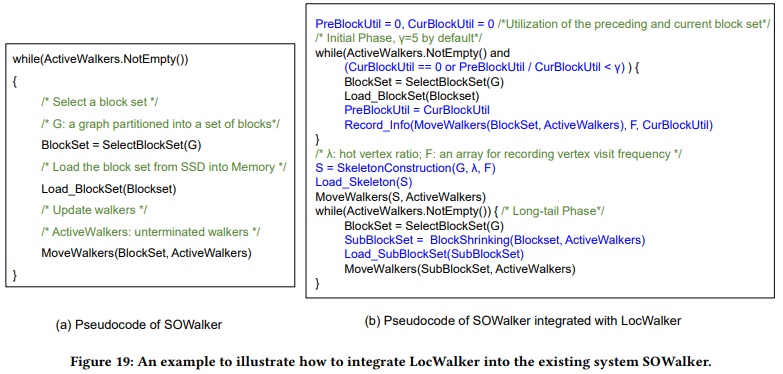 while(ActiveWalkers.NotEmpty())
{
/* Select a block set */
/* G: a graph partitioned into a set of blocks*/
BlockSet = SelectBlockSet(G)
/* Load the block set from SSD into Memory */
Load_BlockSet(Blockset)
/* Update walkers */
/* ActiveWalkers: unterminated walkers */
MoveWalkers(BlockSet, ActiveWalkers)
}
(a) Pseudocode of SOWalker
PreBlockUtil = 0, CurBlockUtil = 0 /*Utilization of the preceding and current block set*/
/* Initial Phase, γ=5 by default*/
while(ActiveWalkers.NotEmpty() and
(CurBlockUtil == 0 or PreBlockUtil / CurBlockUtil < γ) ) {
BlockSet = SelectBlockSet(G)
Load_BlockSet(Blockset)
PreBlockUtil = CurBlockUtil
Record_Info(MoveWalkers(BlockSet, ActiveWalkers), F, CurBlockUtil)
}
/* λ: hot vertex ratio; F: an array for recording vertex visit frequency */
S = SkeletonConstruction(G, λ, F)
Load_Skeleton(S)
MoveWalkers(S, ActiveWalkers)
while(ActiveWalkers.NotEmpty()) { /* Long-tail Phase*/
BlockSet = SelectBlockSet(G)
SubBlockSet = BlockShrinking(Blockset, ActiveWalkers)
Load_SubBlockSet(SubBlockSet)
MoveWalkers(SubBlockSet, ActiveWalkers)
}
(b) Pseudocode of SOWalker integrated with LocWalker
Figure 19: An example to illustrate how to integrate LocWalker into the existing system SOWalker.